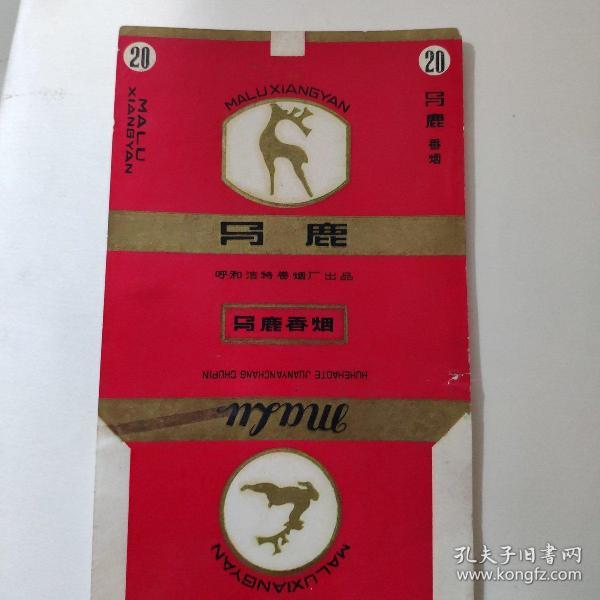 20
MALU
XIANGYAN
MALUXIANGYAN
20
马鹿 香烟
马鹿
呼和浩特卷烟厂出品
马鹿香烟
HUHEHAOTE JUANYANCHANG CHUPIN
malu
MALUXIANGYAN
孔夫子旧书网
www.kongfz.com